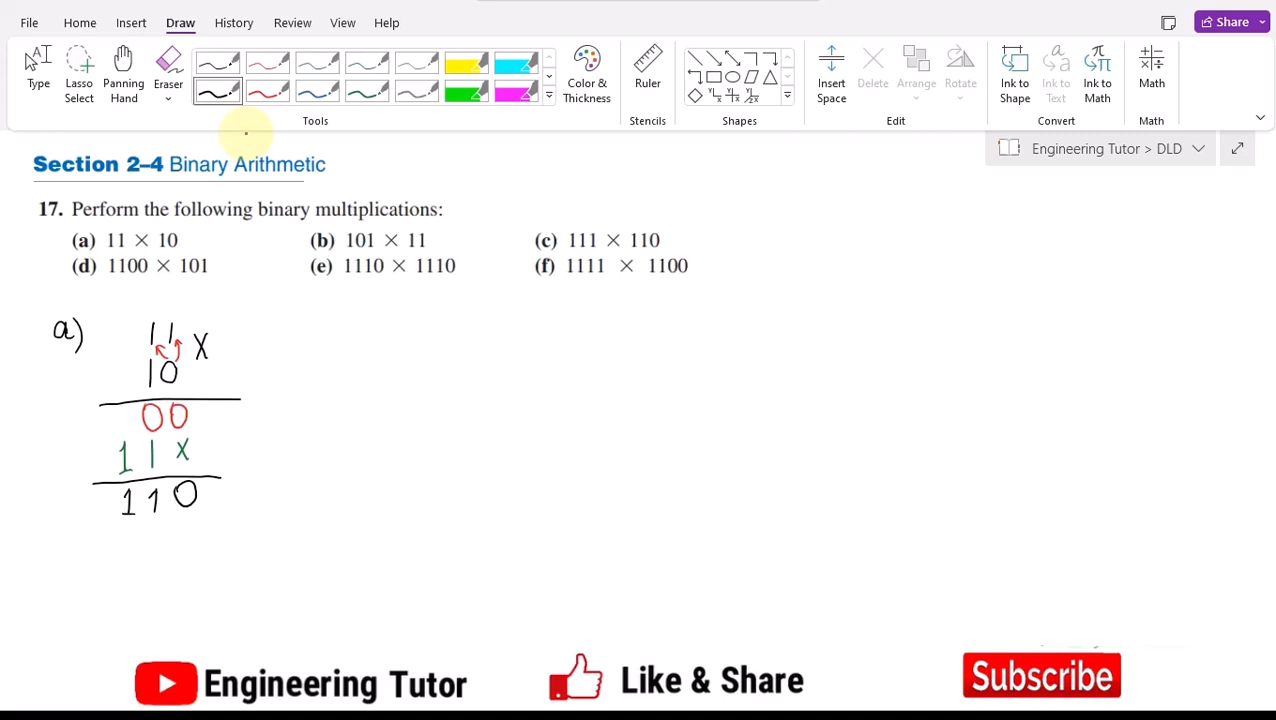 File Home Insert Draw History Review View Help Share
Type Lasso Select Panning Hand Eraser Color & Thickness Ruler Insert Space Delete Arrange Rotate Ink to Shape Ink to Text Ink to Math Math
Tools Stencils Shapes Edit Convert Math
Engineering Tutor > DLD
Section 2–4 Binary Arithmetic
17. Perform the following binary multiplications:
(a) 11 × 10 (b) 101 × 11 (c) 111 × 110
(d) 1100 × 101 (e) 1110 × 1110 (f) 1111 × 1100
a) 11 x
10
00
11x
110
Engineering Tutor Like & Share Subscribe